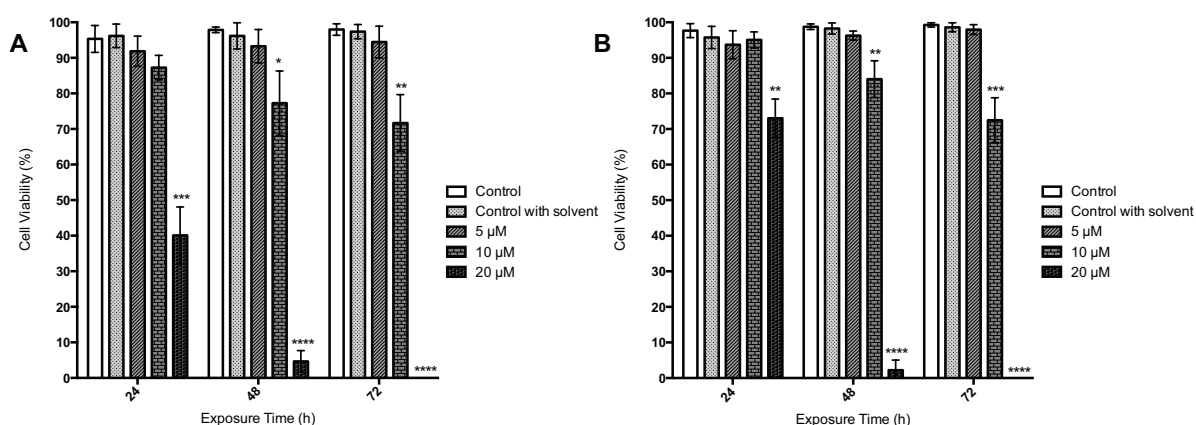 A
Cell Viability (%)
100
90
80
70
60
50
40
30
20
10
0
***
*
****
**
****
24
48
72
Exposure Time (h)
Control
Control with solvent
5 µM
10 µM
20 µM
B
Cell Viability (%)
100
90
80
70
60
50
40
30
20
10
0
**
**
****
***
****
24
48
72
Exposure Time (h)
Control
Control with solvent
5 µM
10 µM
20 µM